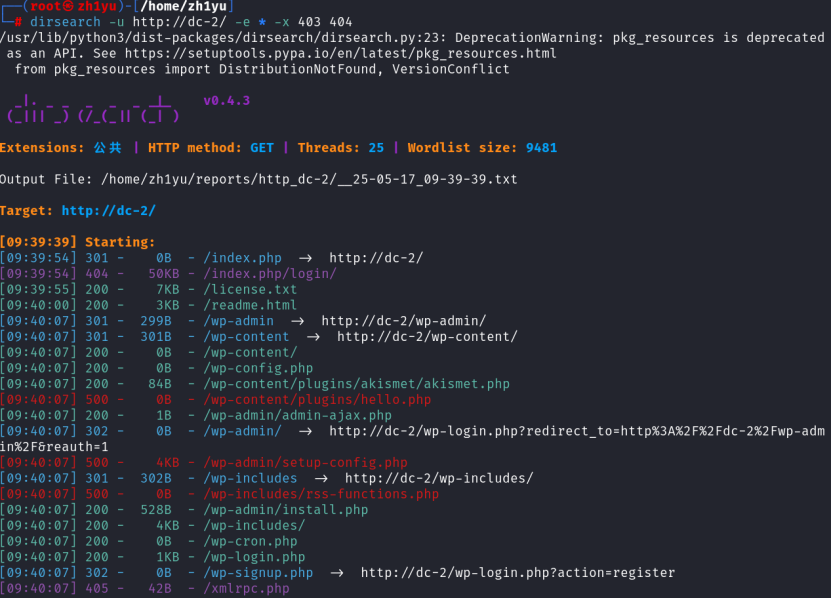 (root㉿zh1yu)-[/home/zh1yu]
# dirsearch -u http://dc-2/ -e * -x 403 404
/usr/lib/python3/dist-packages/dirsearch/dirsearch.py:23: DeprecationWarning: pkg_resources is deprecated
as an API. See https://setuptools.pypa.io/en/latest/pkg_resources.html
from pkg_resources import DistributionNotFound, VersionConflict
_|. _ _  _  _  _ _|_    v0.4.3
(_||| _) (/_(_|| (_| )
Extensions: 公共 | HTTP method: GET | Threads: 25 | Wordlist size: 9481
Output File: /home/zh1yu/reports/http_dc-2/__25-05-17_09-39-39.txt
Target: http://dc-2/
[09:39:39] Starting:
[09:39:54] 301 -    0B  - /index.php  →  http://dc-2/
[09:39:54] 404 -   50KB - /index.php/login/
[09:39:55] 200 -    7KB - /license.txt
[09:40:00] 200 -    3KB - /readme.html
[09:40:07] 301 -  299B  - /wp-admin  →  http://dc-2/wp-admin/
[09:40:07] 301 -  301B  - /wp-content  →  http://dc-2/wp-content/
[09:40:07] 200 -    0B  - /wp-content/
[09:40:07] 200 -    0B  - /wp-config.php
[09:40:07] 200 -   84B  - /wp-content/plugins/akismet/akismet.php
[09:40:07] 500 -    0B  - /wp-content/plugins/hello.php
[09:40:07] 200 -    1B  - /wp-admin/admin-ajax.php
[09:40:07] 302 -    0B  - /wp-admin/  →  http://dc-2/wp-login.php?redirect_to=http%3A%2F%2Fdc-2%2Fwp-adm
in%2F&reauth=1
[09:40:07] 500 -    4KB - /wp-admin/setup-config.php
[09:40:07] 301 -  302B  - /wp-includes  →  http://dc-2/wp-includes/
[09:40:07] 500 -    0B  - /wp-includes/rss-functions.php
[09:40:07] 200 -  528B  - /wp-admin/install.php
[09:40:07] 200 -    4KB - /wp-includes/
[09:40:07] 200 -    0B  - /wp-cron.php
[09:40:07] 200 -    1KB - /wp-login.php
[09:40:07] 302 -    0B  - /wp-signup.php  →  http://dc-2/wp-login.php?action=register
[09:40:07] 405 -   42B  - /xmlrpc.php